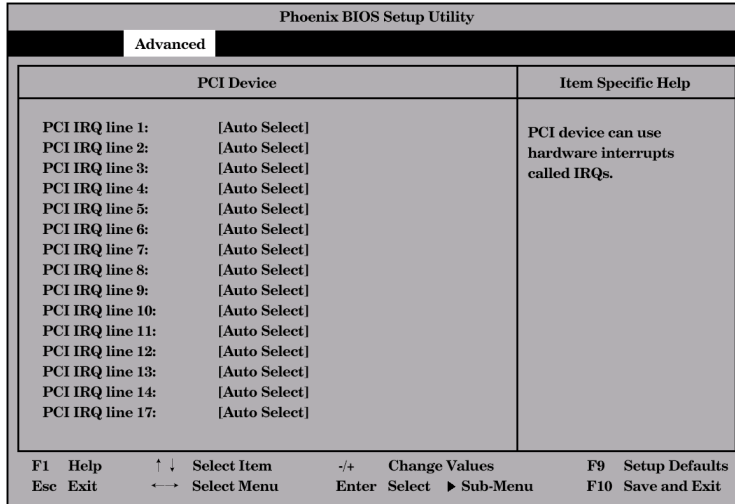 Phoenix BIOS Setup Utility
Advanced
PCI Device
Item Specific Help
PCI IRQ line 1: [Auto Select]
PCI IRQ line 2: [Auto Select]
PCI IRQ line 3: [Auto Select]
PCI IRQ line 4: [Auto Select]
PCI IRQ line 5: [Auto Select]
PCI IRQ line 6: [Auto Select]
PCI IRQ line 7: [Auto Select]
PCI IRQ line 8: [Auto Select]
PCI IRQ line 9: [Auto Select]
PCI IRQ line 10: [Auto Select]
PCI IRQ line 11: [Auto Select]
PCI IRQ line 12: [Auto Select]
PCI IRQ line 13: [Auto Select]
PCI IRQ line 14: [Auto Select]
PCI IRQ line 17: [Auto Select]
PCI device can use
hardware interrupts
called IRQs.
F1 Help ↑ ↓ Select Item -/+ Change Values F9 Setup Defaults
Esc Exit ←→ Select Menu Enter Select ▶ Sub-Menu F10 Save and Exit